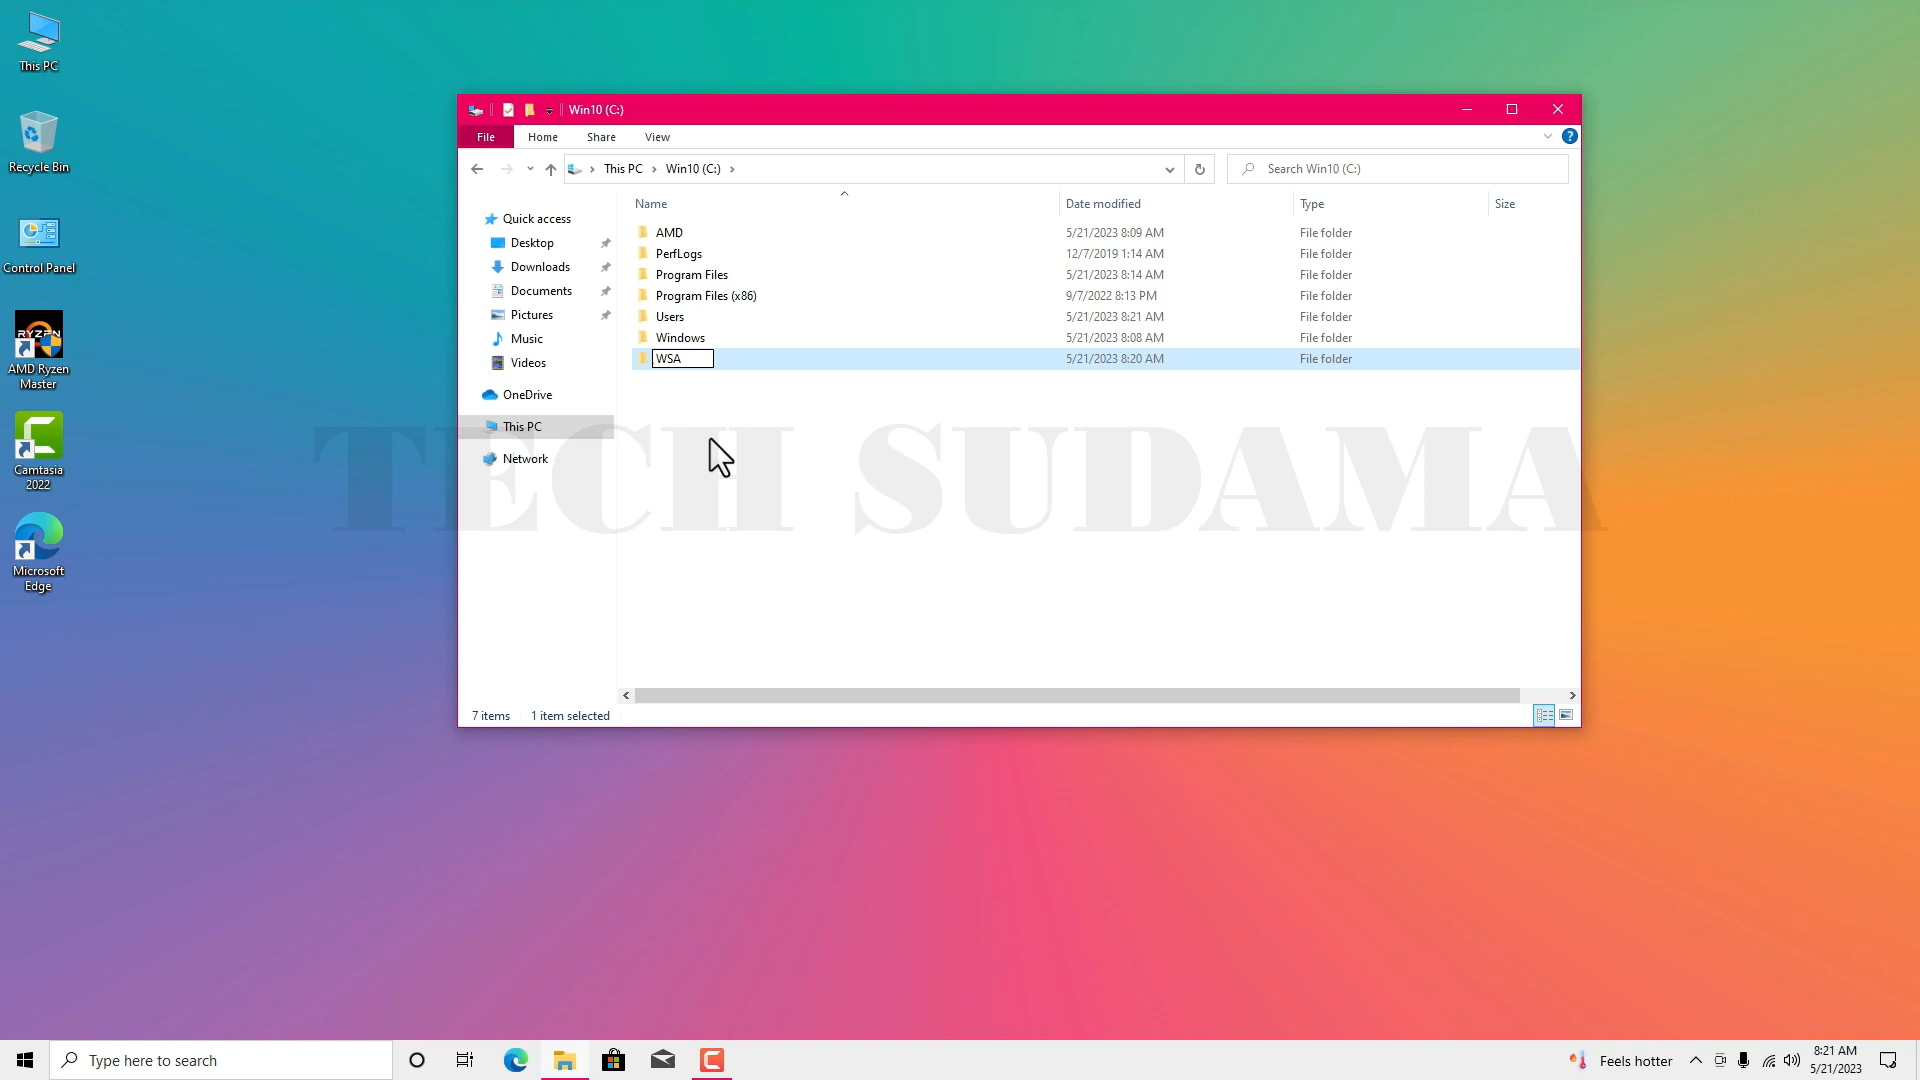 This PC
Recycle Bin
Control Panel
RYZEN
AMD Ryzen
Master
Camtasia
2022
Microsoft
Edge
Win10 (C:)
File Home Share View
This PC Win10 (C:)
Search Win10 (C:)
Name Date modified Type Size
Quick access
Desktop
Downloads
Documents
Pictures
Music
Videos
OneDrive
This PC
Network
AMD 5/21/2023 8:09 AM File folder
PerfLogs 12/7/2019 1:14 AM File folder
Program Files 5/21/2023 8:14 AM File folder
Program Files (x86) 9/7/2022 8:13 PM File folder
Users 5/21/2023 8:21 AM File folder
Windows 5/21/2023 8:08 AM File folder
WSA 5/21/2023 8:20 AM File folder
TECH SUDAMA
7 items 1 item selected
Type here to search
Feels hotter
8:21 AM
5/21/2023